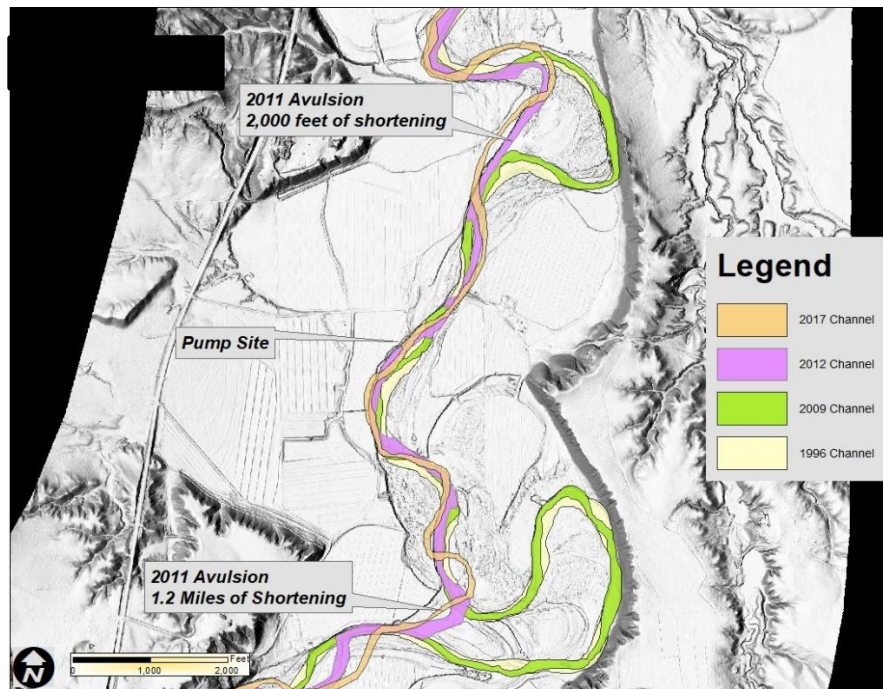 2011 Avulsion
2,000 feet of shortening
Legend
2017 Channel
Pump Site
2012 Channel
2009 Channel
1996 Channel
2011 Avulsion
1.2 Miles of Shortening
N
Feet
0 1,000 2,000